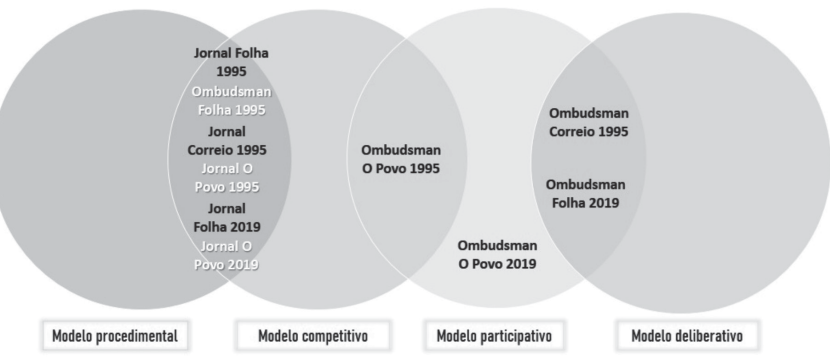 Jornal Folha
1995
Ombudsman
Folha 1995
Jornal
Correio 1995
Jornal O
Povo 1995
Jornal
Folha 2019
Jornal O
Povo 2019
Ombudsman
O Povo 1995
Ombudsman
O Povo 2019
Ombudsman
Correio 1995
Ombudsman
Folha 2019
Modelo procedimental
Modelo competitivo
Modelo participativo
Modelo deliberativo